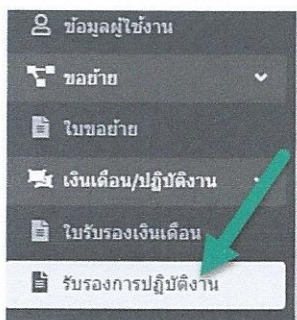 ข้อมูลผู้ใช้งาน
ขอย้าย
ใบขอย้าย
เงินเดือน/ปฏิบัติงาน
ใบรับรองเงินเดือน
รับรองการปฏิบัติงาน